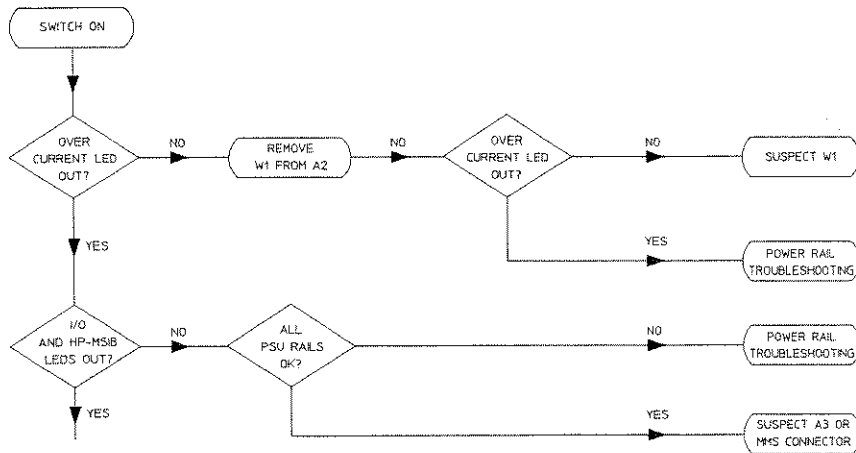 SWITCH ON
OVER
CURRENT LED
OUT?
NO
REMOVE
W1 FROM A2
NO
OVER
CURRENT LED
OUT?
NO
SUSPECT W1
YES
YES
POWER RAIL
TROUBLESHOOTING
I/O
AND HP-MSIB
LEDS OUT?
NO
ALL
PSU RAILS
OK?
NO
POWER RAIL
TROUBLESHOOTING
YES
YES
SUSPECT A3 OR
MMS CONNECTOR